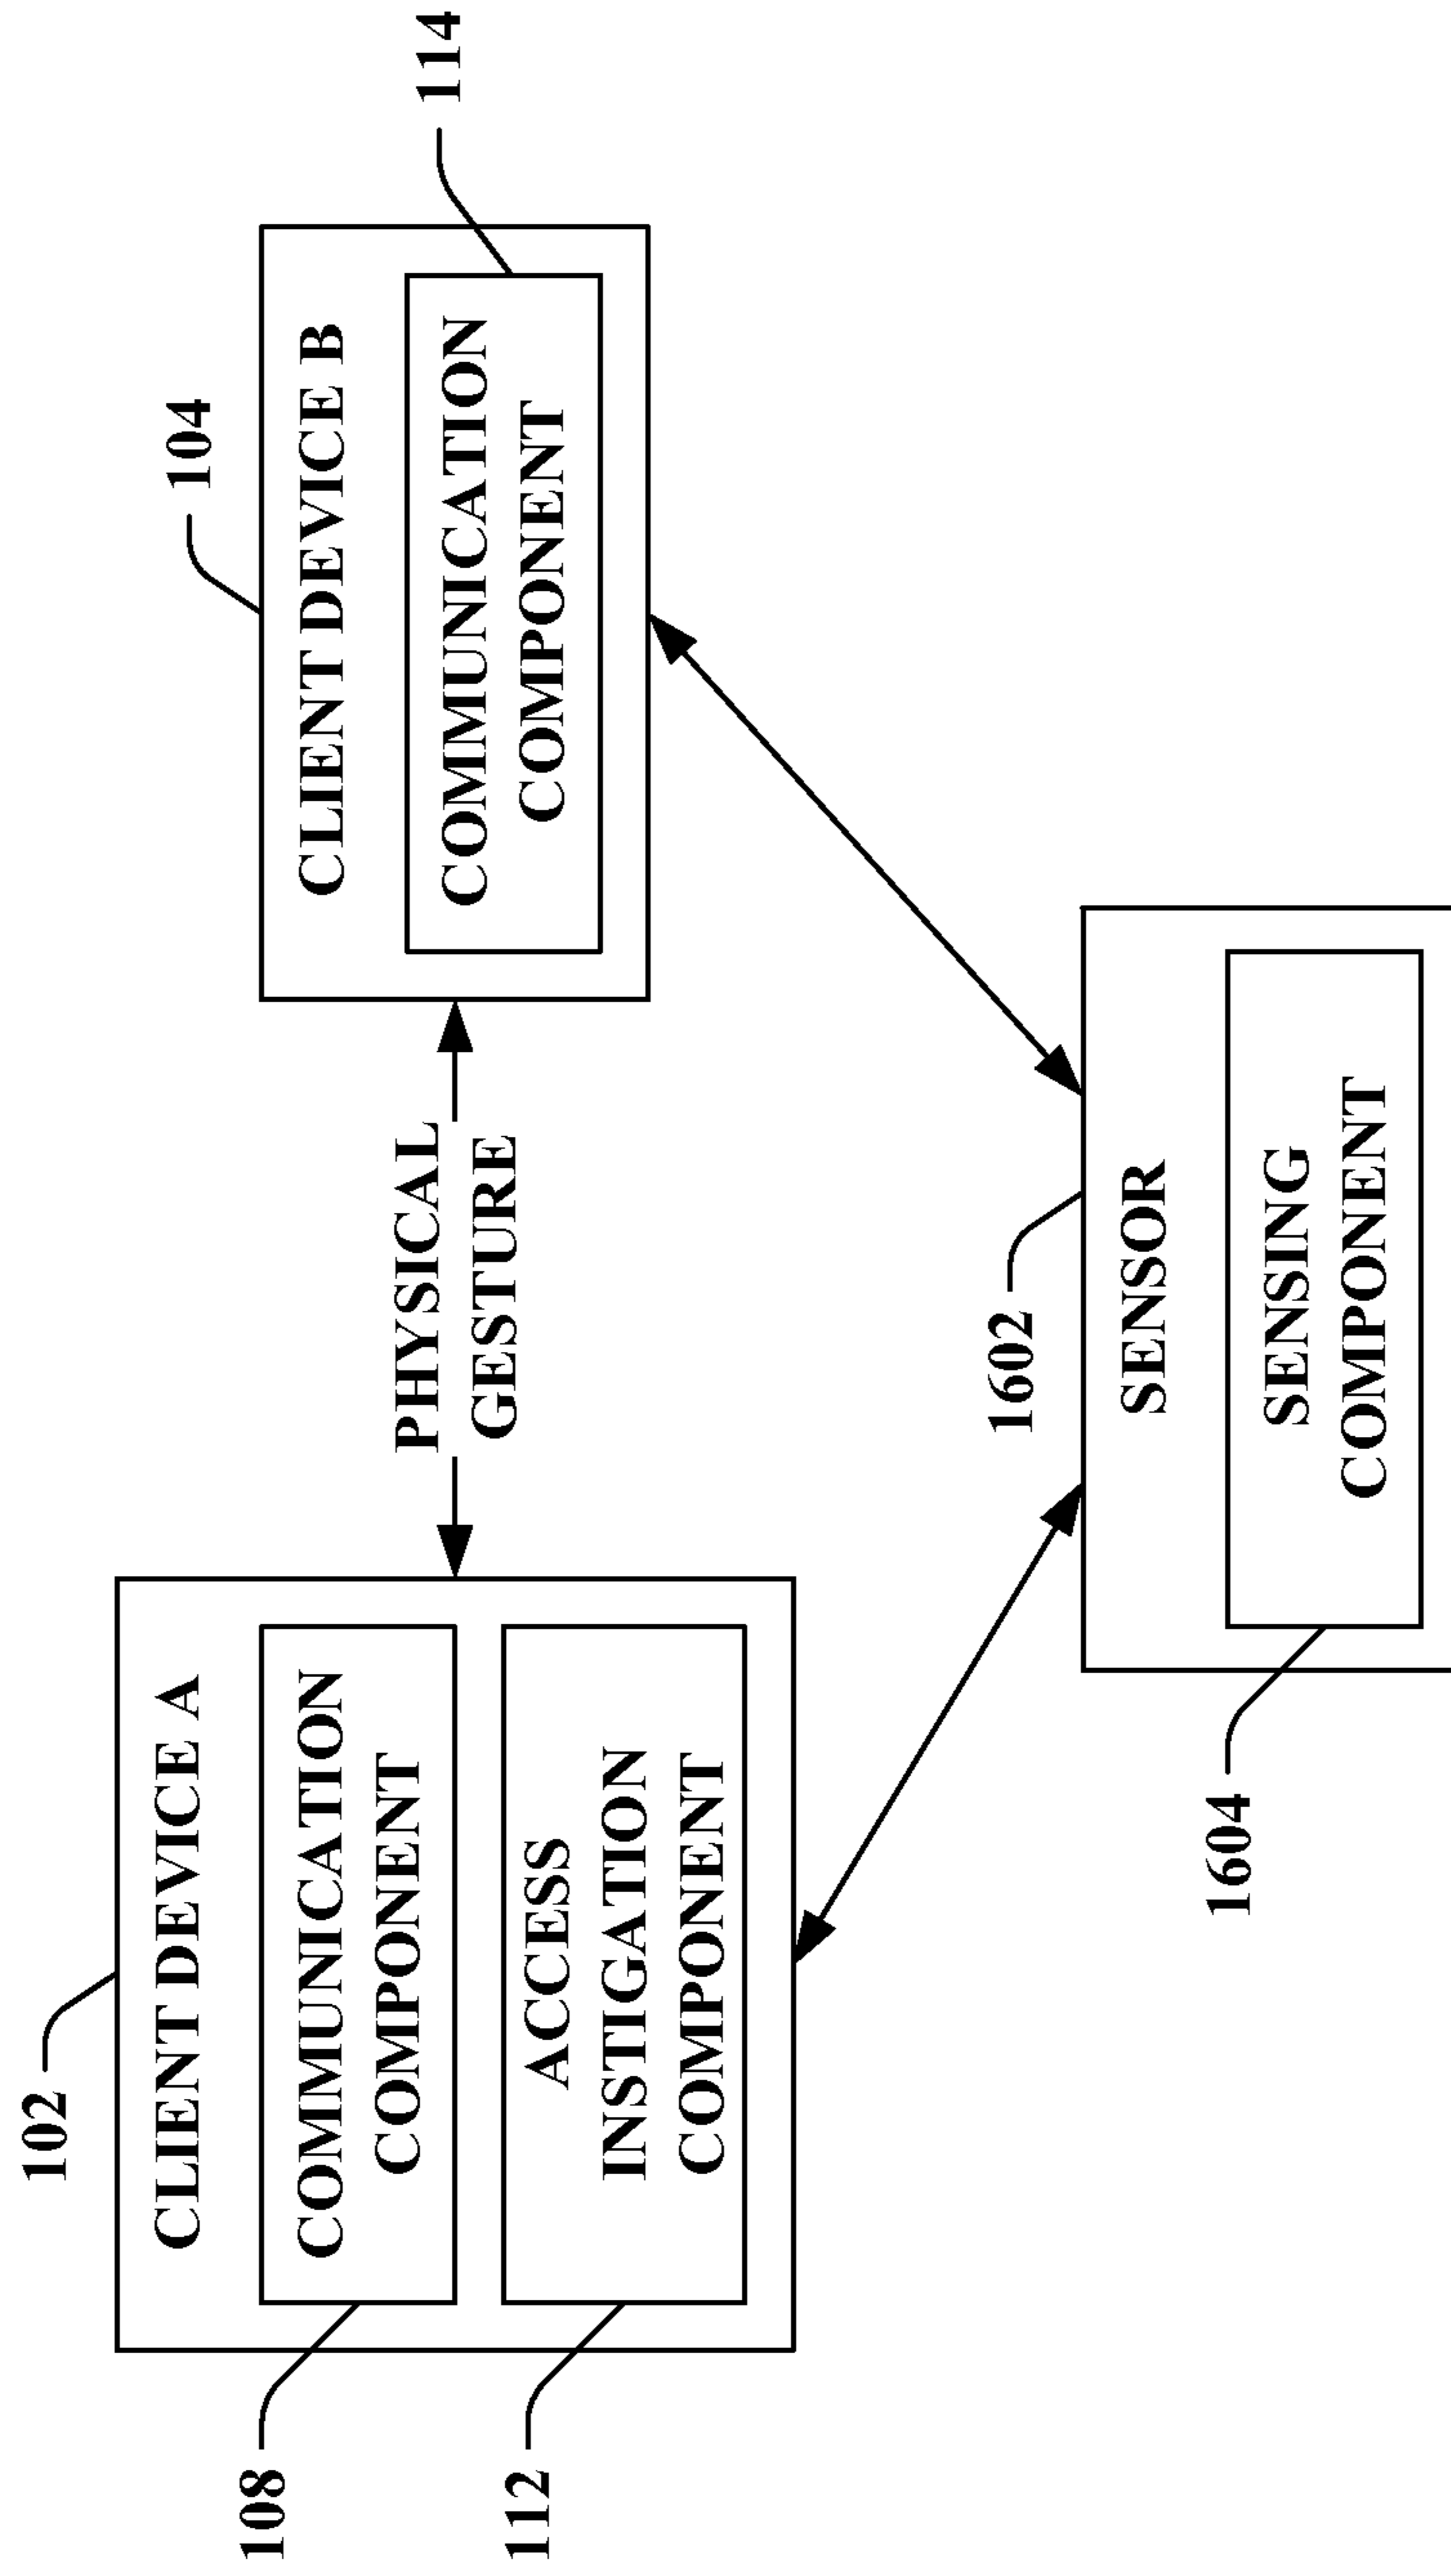 102
CLIENT DEVICE A
108
COMMUNICATION
COMPONENT
112
ACCESS
INSTIGATION
COMPONENT
PHYSICAL
GESTURE
104
CLIENT DEVICE B
114
COMMUNICATION
COMPONENT
1602
SENSOR
1604
SENSING
COMPONENT